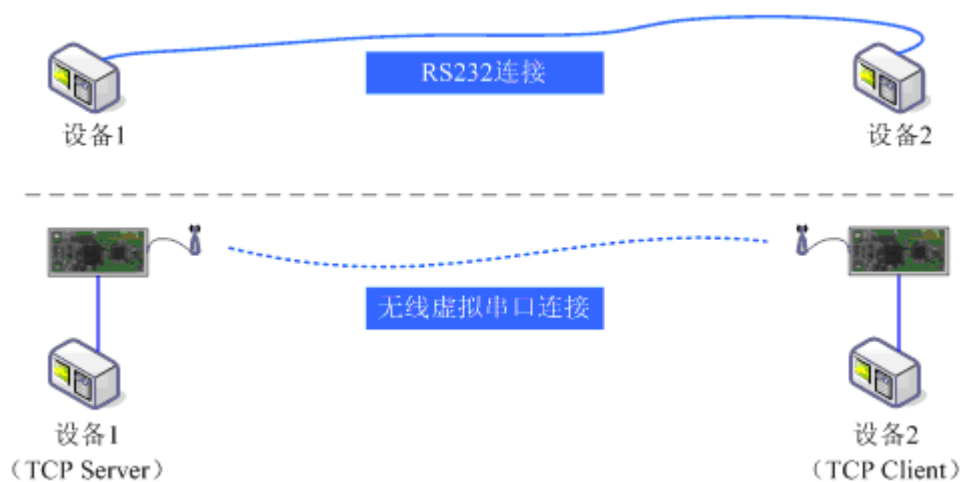 RS232连接
设备1
设备2
无线虚拟串口连接
设备1
（TCP Server）
设备2
（TCP Client）